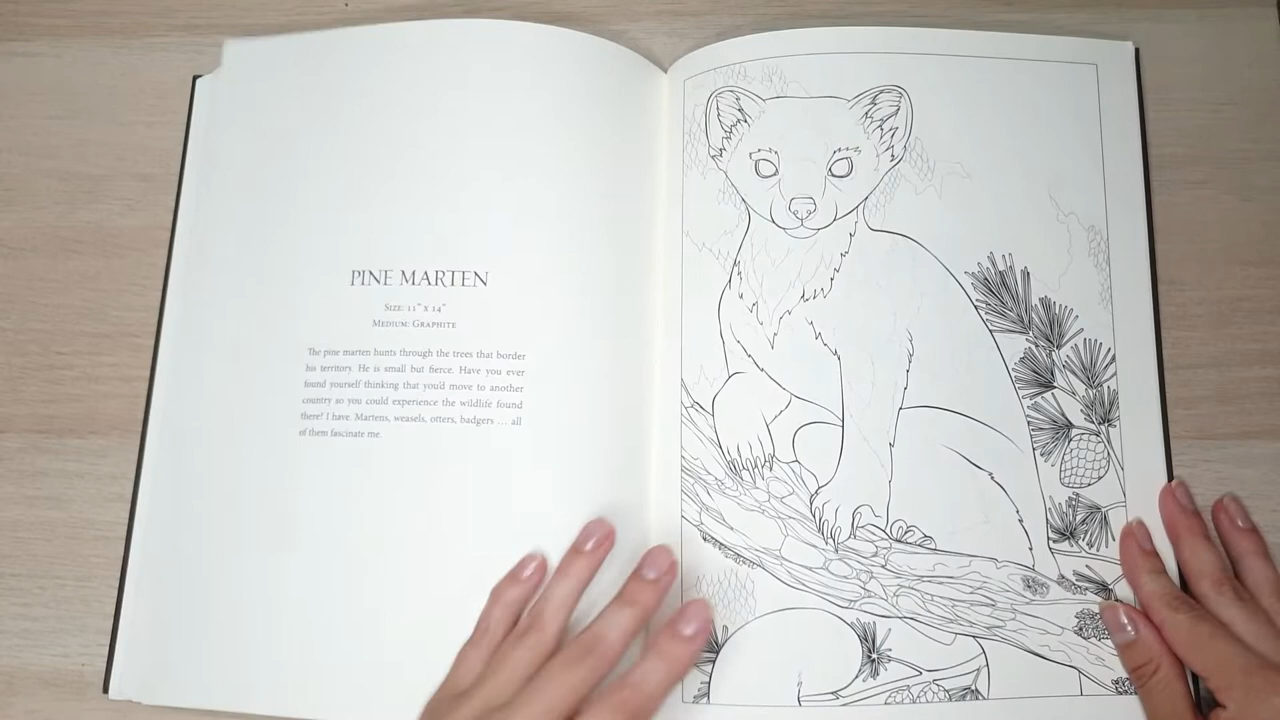 PINE MARTEN
Size: 11" x 14"
Medium: Graphite
The pine marten hunts through the trees that border
his territory. He is small but fierce. Have you ever
found yourself thinking that you'd move to another
country so you could experience the wildlife found
there? I have. Martens, weasels, otters, badgers … all
of them fascinate me.